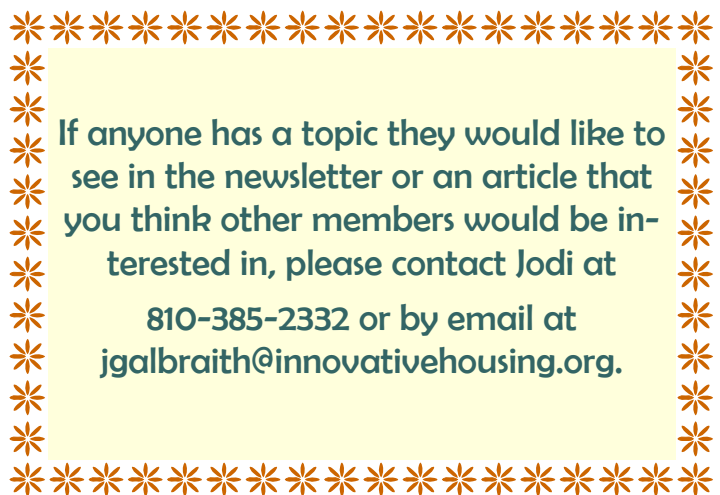 If anyone has a topic they would like to
see in the newsletter or an article that
you think other members would be in-
terested in, please contact Jodi at
810-385-2332 or by email at
jgalbraith@innovativehousing.org.